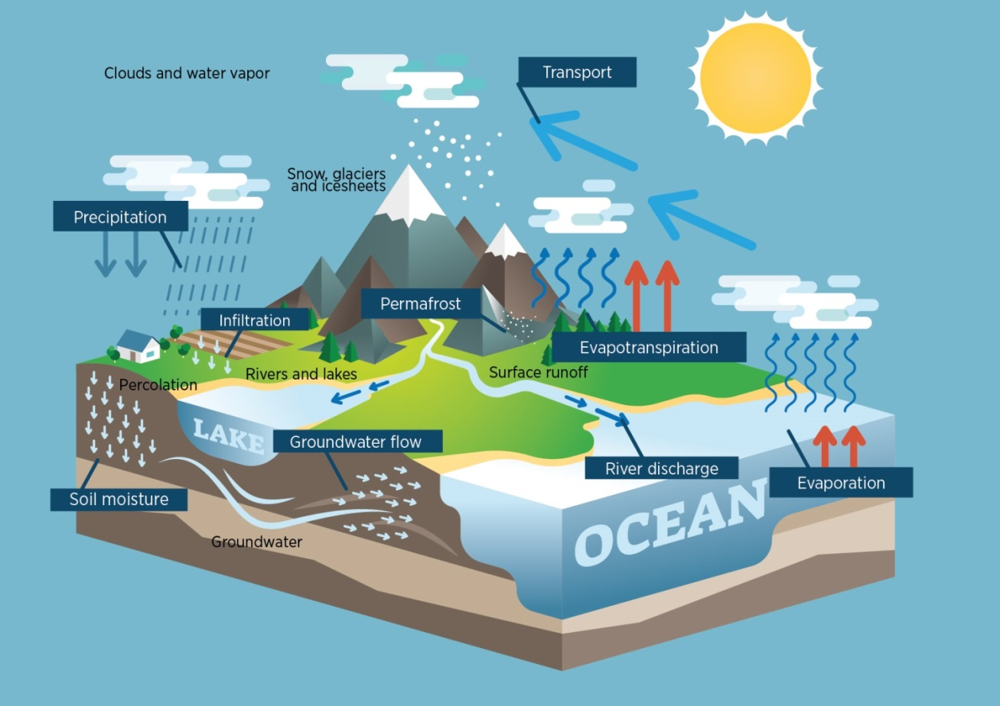 Transport
Clouds and water vapor
Snow, glaciers
and icesheets
Precipitation
Permafrost
Infiltration
Evapotranspiration
Percolation
Rivers and lakes
Surface runoff
LAKE
Groundwater flow
River discharge
Evaporation
Soil moisture
OCEAN
Groundwater